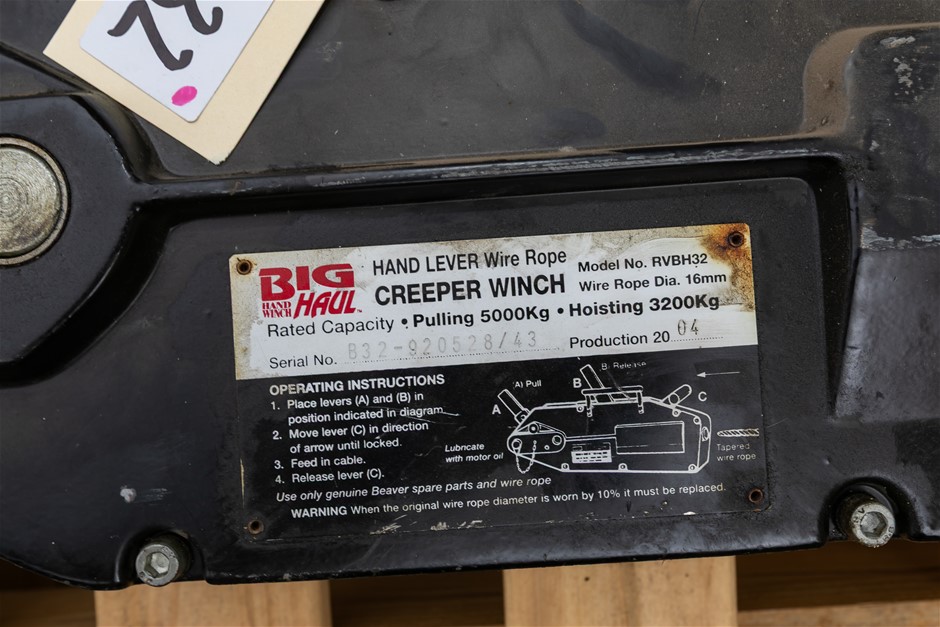 BIG
HAND WINCH HAUL™
HAND LEVER Wire Rope
CREEPER WINCH
Model No. RVBH32
Wire Rope Dia. 16mm
Rated Capacity • Pulling 5000Kg • Hoisting 3200Kg
Serial No. B32-920528/43 Production 20 04
OPERATING INSTRUCTIONS
1. Place levers (A) and (B) in
position indicated in diagram.
2. Move lever (C) in direction
of arrow until locked.
3. Feed in cable.
4. Release lever (C).
(A) Pull
(B) Release
A
B
C
Lubricate
with motor oil
Tapered
wire rope
Use only genuine Beaver spare parts and wire rope
WARNING When the original wire rope diameter is worn by 10% it must be replaced.